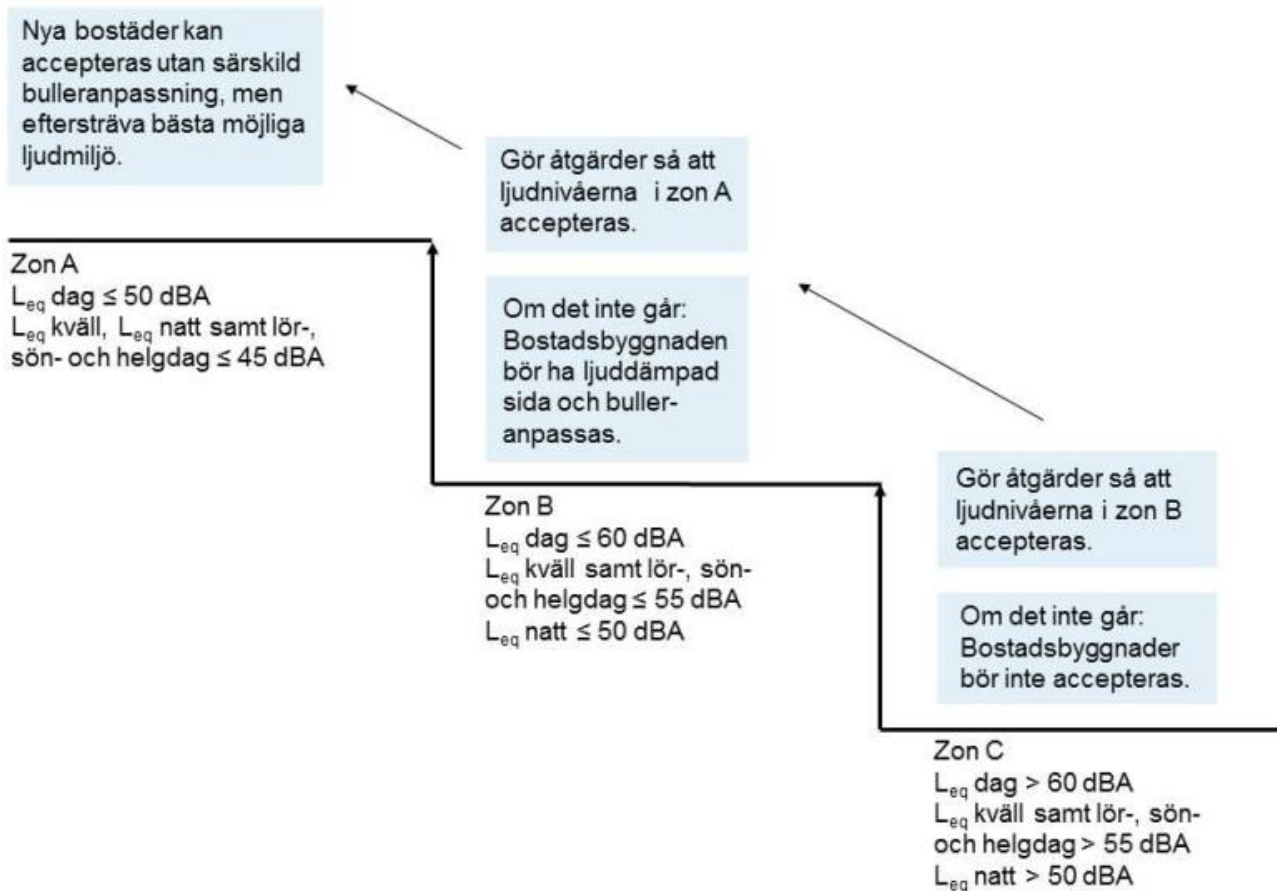 Nya bostäder kan
accepteras utan särskild
bulleranpassning, men
eftersträva bästa möjliga
ljudmiljö.
Zon A
Leq dag ≤ 50 dBA
Leq kväll, Leq natt samt lör-,
sön- och helgdag ≤ 45 dBA
Gör åtgärder så att
ljudnivåerna i zon A
accepteras.
Om det inte går:
Bostadsbyggnaden
bör ha ljuddämpad
sida och buller-
anpassas.
Zon B
Leq dag ≤ 60 dBA
Leq kväll samt lör-, sön-
och helgdag ≤ 55 dBA
Leq natt ≤ 50 dBA
Gör åtgärder så att
ljudnivåerna i zon B
accepteras.
Om det inte går:
Bostadsbyggnader
bör inte accepteras.
Zon C
Leq dag > 60 dBA
Leq kväll samt lör-, sön-
och helgdag > 55 dBA
Leq natt > 50 dBA